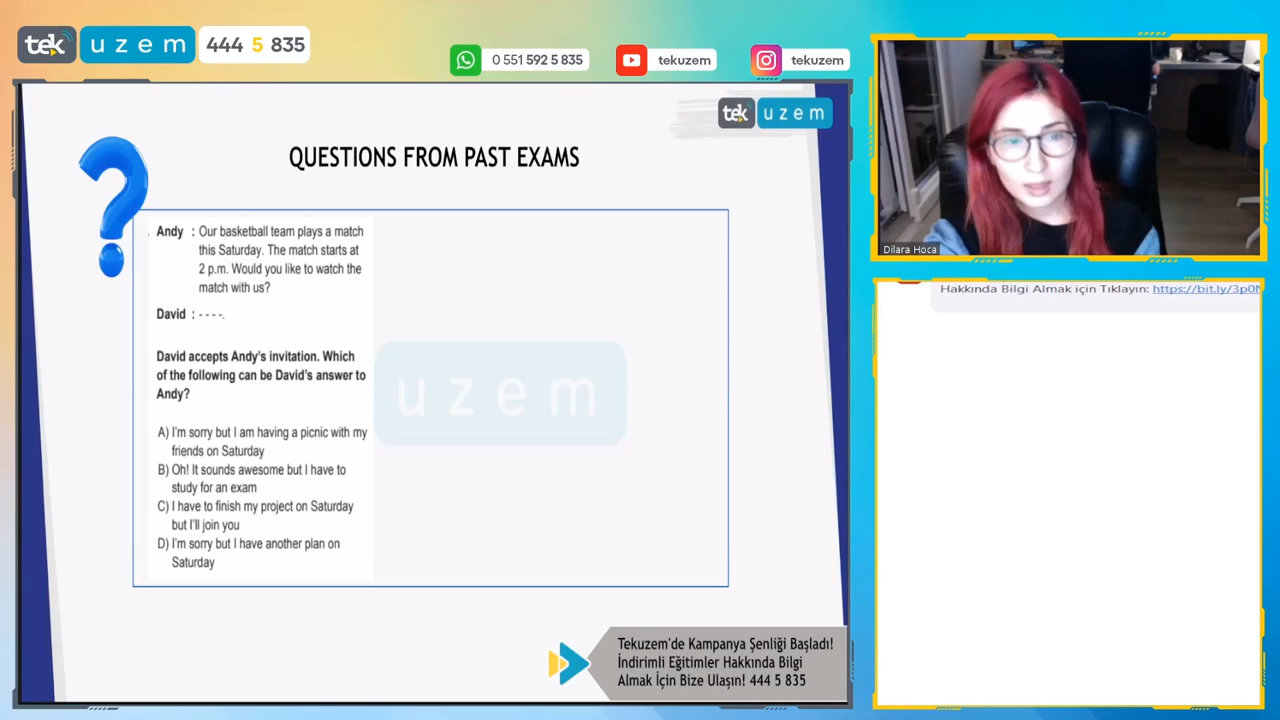 tek uzem 444 5 835
0 551 592 5 835
tekuzem
tekuzem
tek uzem
QUESTIONS FROM PAST EXAMS
Andy : Our basketball team plays a match
this Saturday. The match starts at
2 p.m. Would you like to watch the
match with us?
David : - - - -.
David accepts Andy's invitation. Which
of the following can be David's answer to
Andy?
A) I'm sorry but I am having a picnic with my
friends on Saturday
B) Oh! It sounds awesome but I have to
study for an exam
C) I have to finish my project on Saturday
but I'll join you
D) I'm sorry but I have another plan on
Saturday
uzem
Tekuzem'de Kampanya Şenliği Başladı!
İndirimli Eğitimler Hakkında Bilgi
Almak İçin Bize Ulaşın! 444 5 835
Dilara Hoca
Hakkında Bilgi Almak için Tıklayın: https://bit.ly/3p0